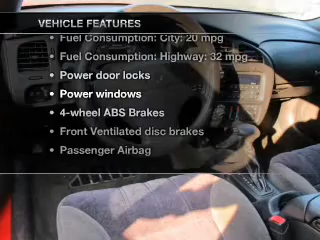 VEHICLE FEATURES
• Fuel Consumption: City: 20 mpg
• Fuel Consumption: Highway: 32 mpg
• Power door locks
• Power windows
• 4-wheel ABS Brakes
• Front Ventilated disc brakes
• Passenger Airbag